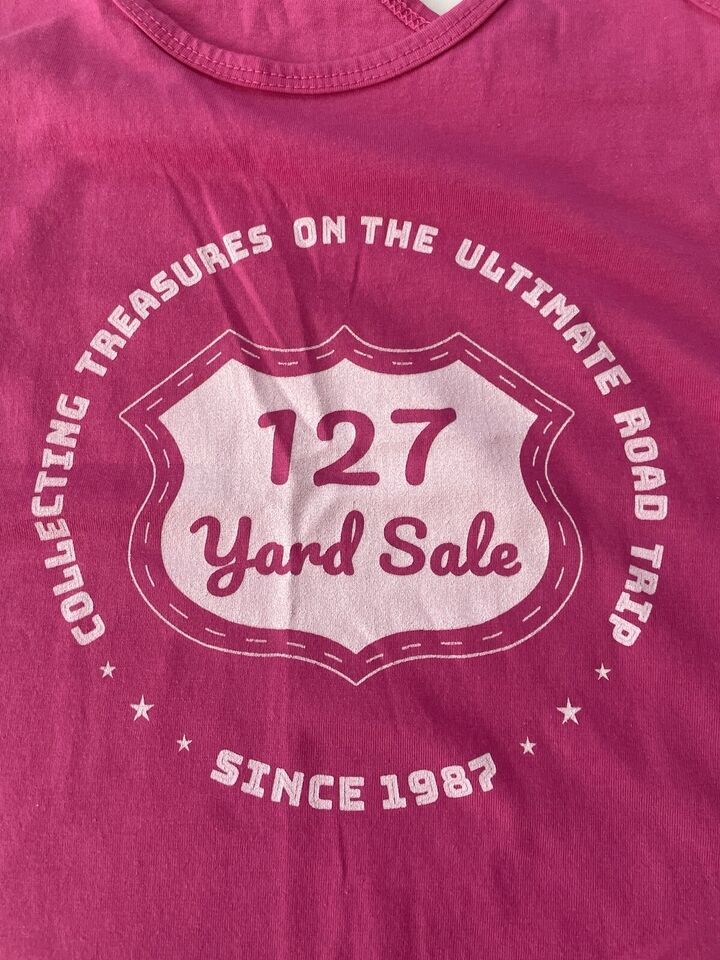 COLLECTING TREASURES ON THE ULTIMATE ROAD TRIP
127
Yard Sale
SINCE 1987